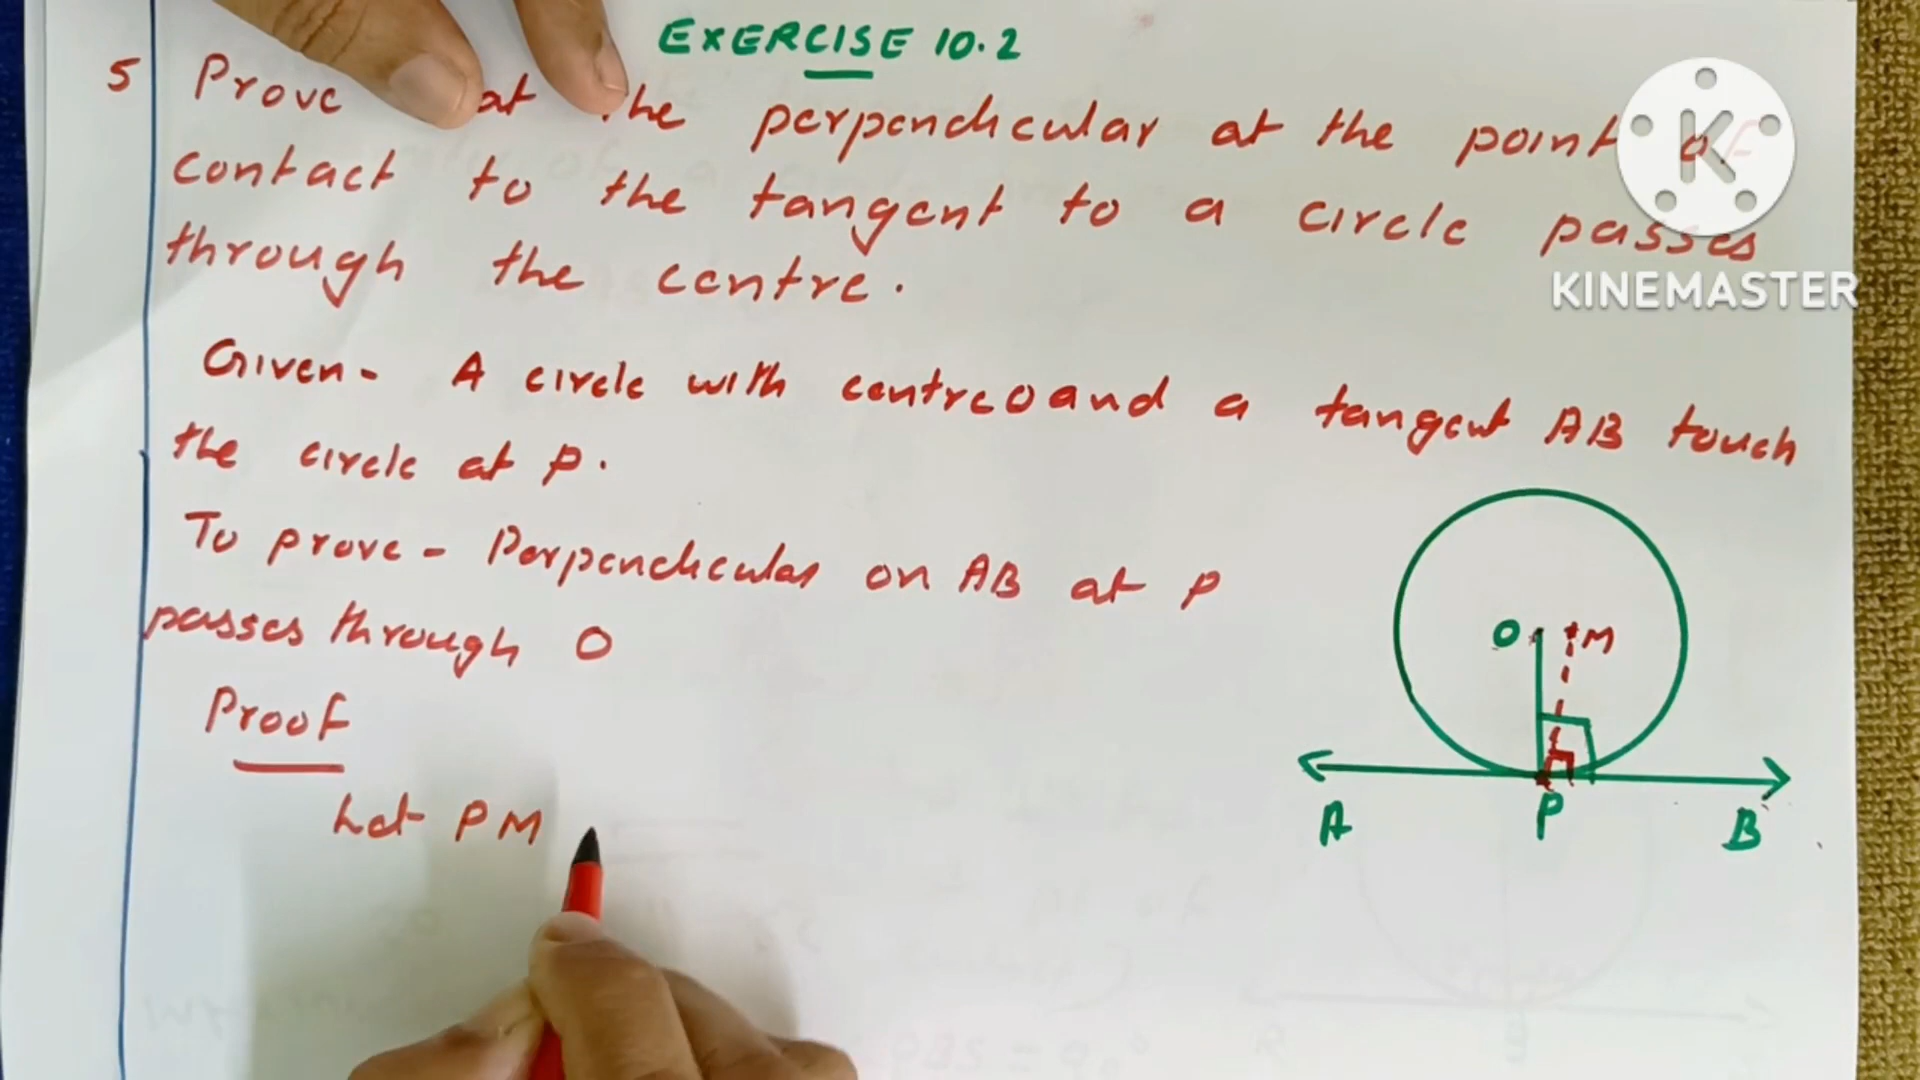 EXERCISE 10.2
5 Prove at the perpendicular at the point of
contact to the tangent to a circle passes
through the centre.
KINEMASTER
Given - A circle with centre O and a tangent AB touch
the circle at P.
To prove - Perpendicular on AB at P
passes through O
Proof
Let PM
O M
A P B